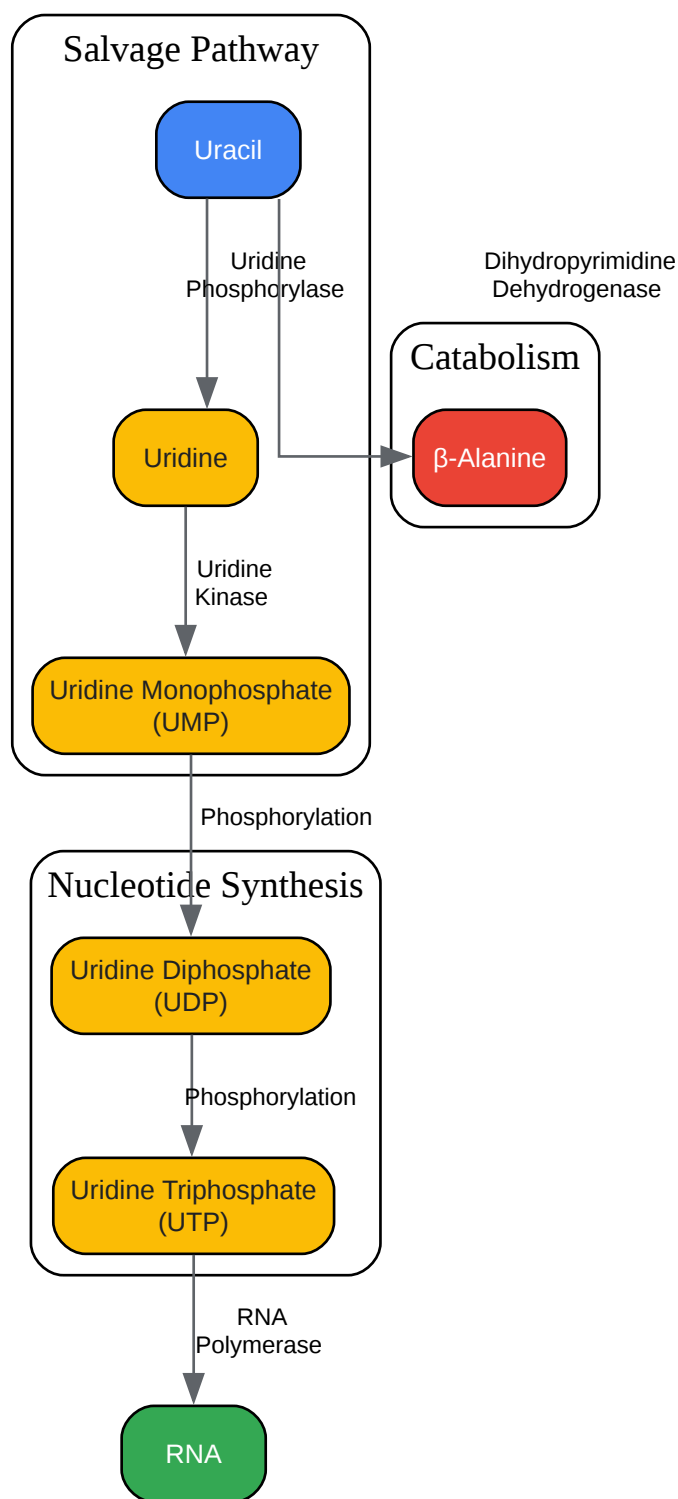 Salvage Pathway
Uracil
Uridine
Phosphorylase
Dihydropyrimidine
Dehydrogenase
Catabolism
Uridine
β-Alanine
Uridine
Kinase
Uridine Monophosphate
(UMP)
Phosphorylation
Nucleotide Synthesis
Uridine Diphosphate
(UDP)
Phosphorylation
Uridine Triphosphate
(UTP)
RNA
Polymerase
RNA